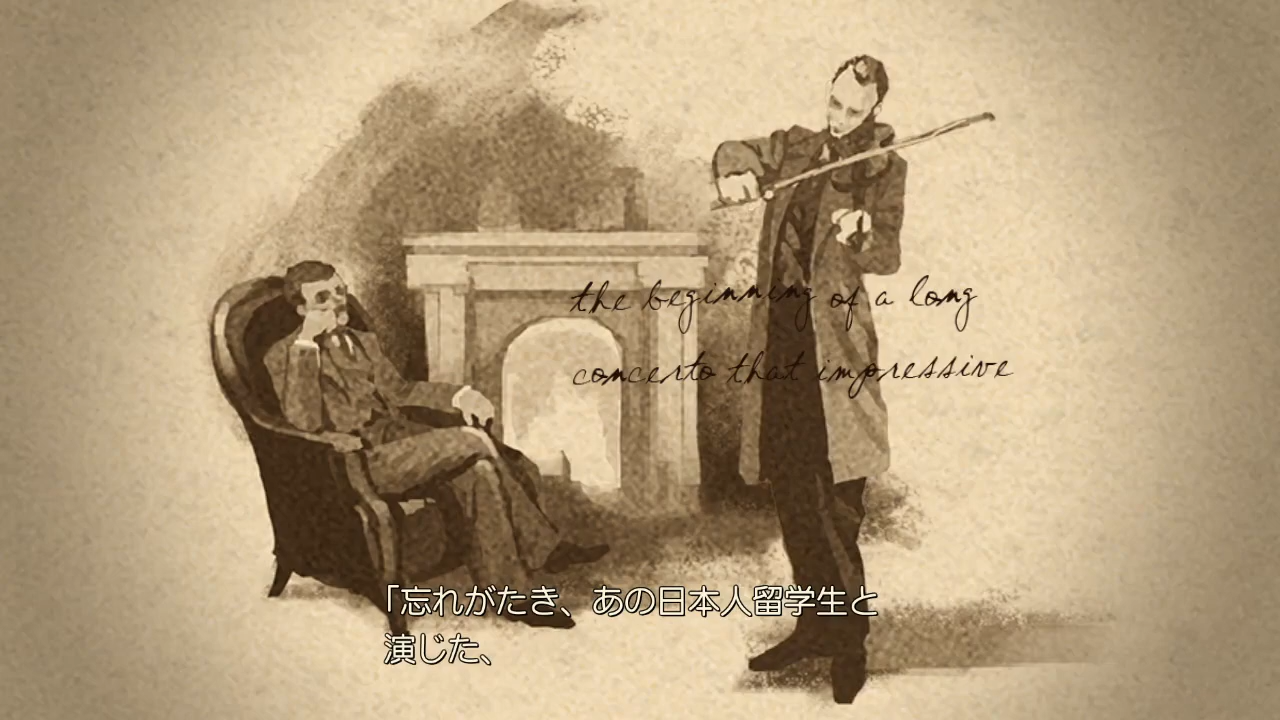 the beginning of a long
concerto that impressive
「忘れがたき、あの日本人留学生と
演じた、